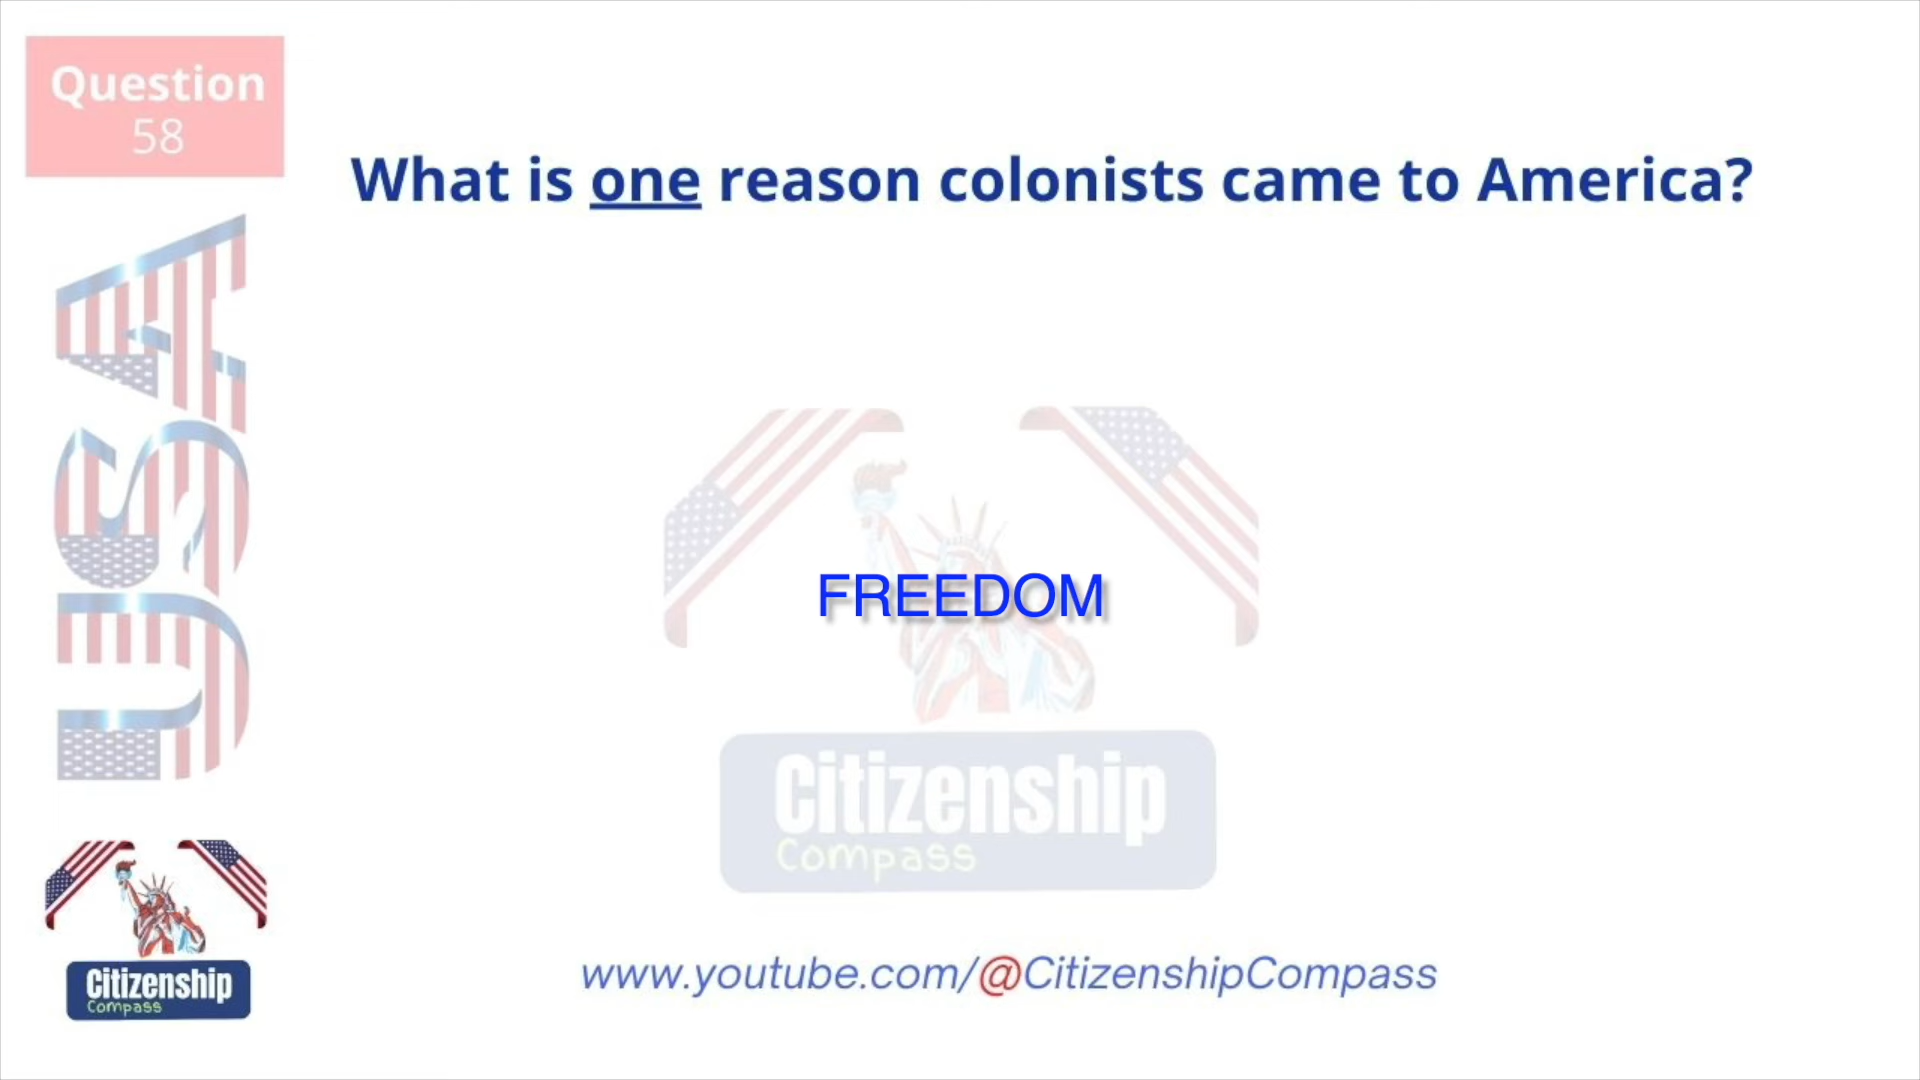 Question
58
What is one reason colonists came to America?
USA
FREEDOM
Citizenship
Compass
Citizenship
Compass
www.youtube.com/@CitizenshipCompass